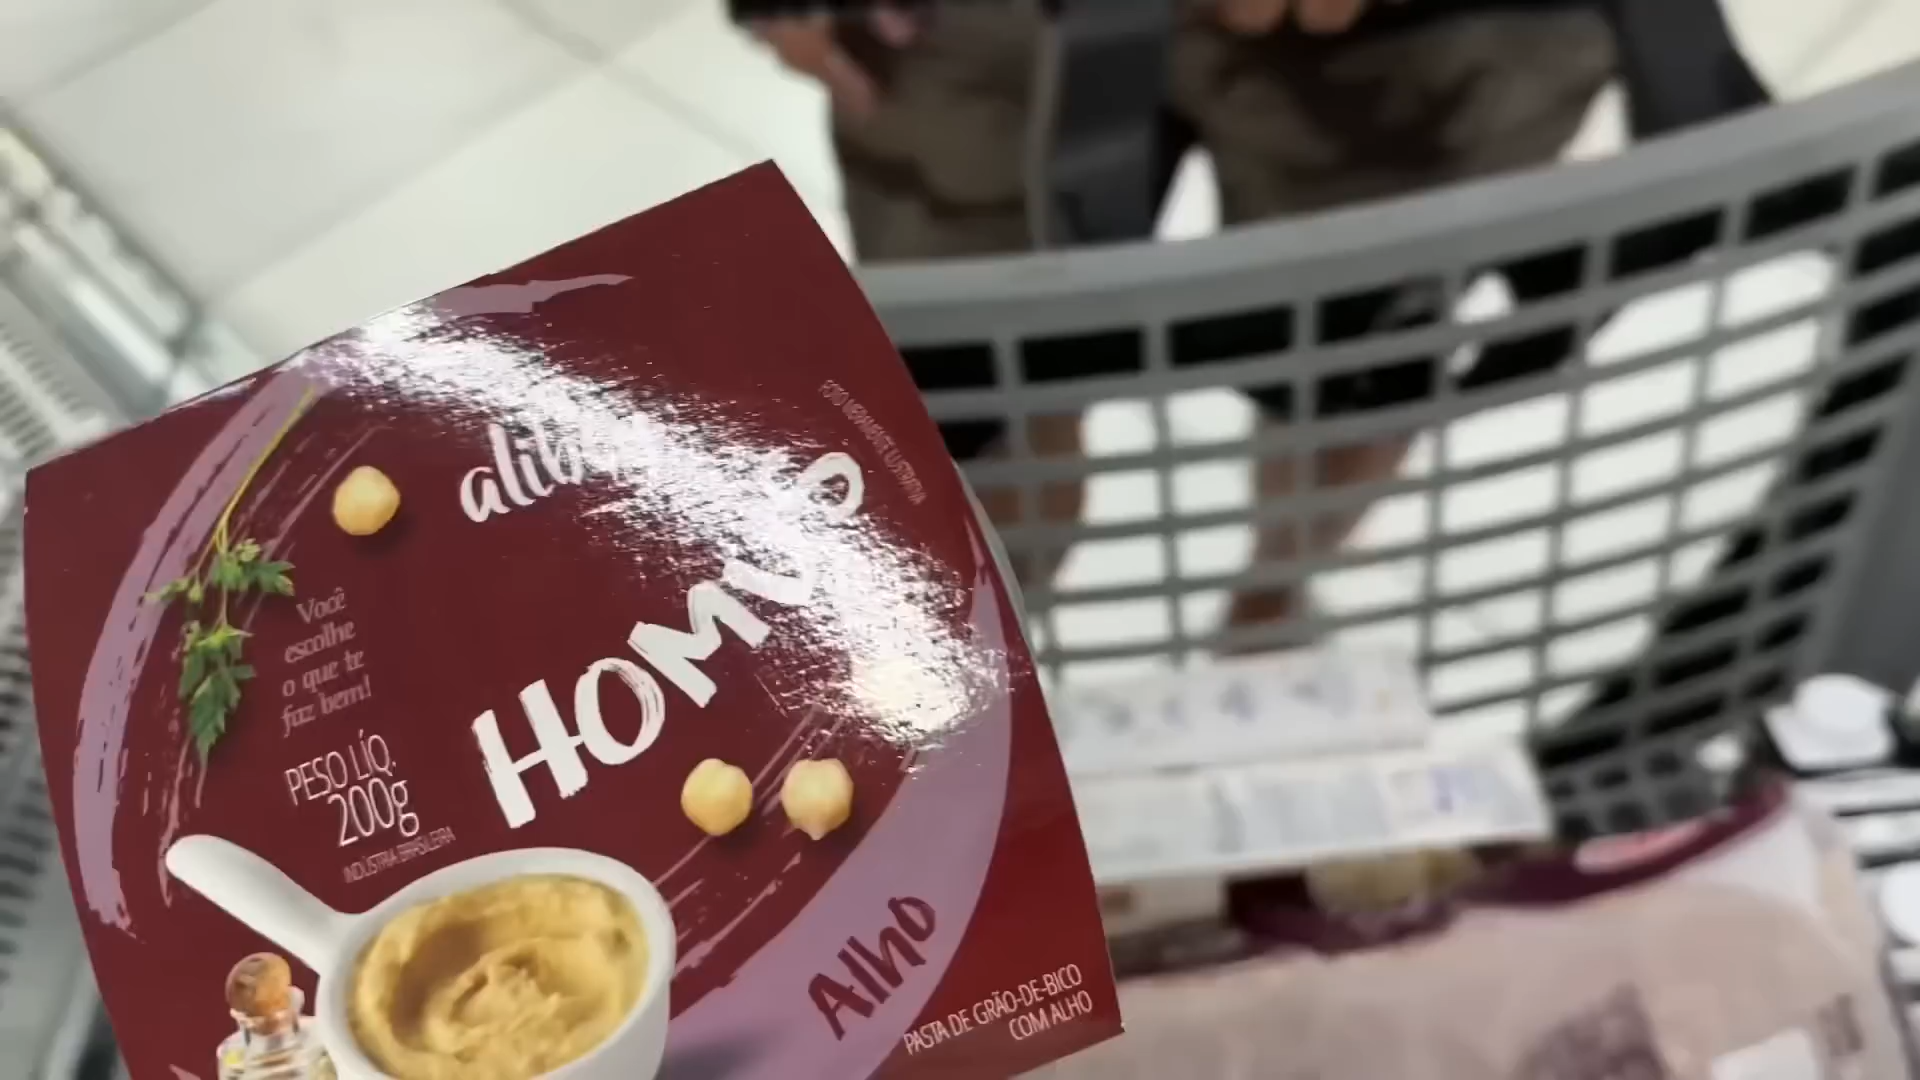 HOMUS
Você
escolhe
o que te
faz bem!
PESO LÍQ.
200g
INDÚSTRIA BRASILEIRA
Alho
PASTA DE GRÃO-DE-BICO
COM ALHO